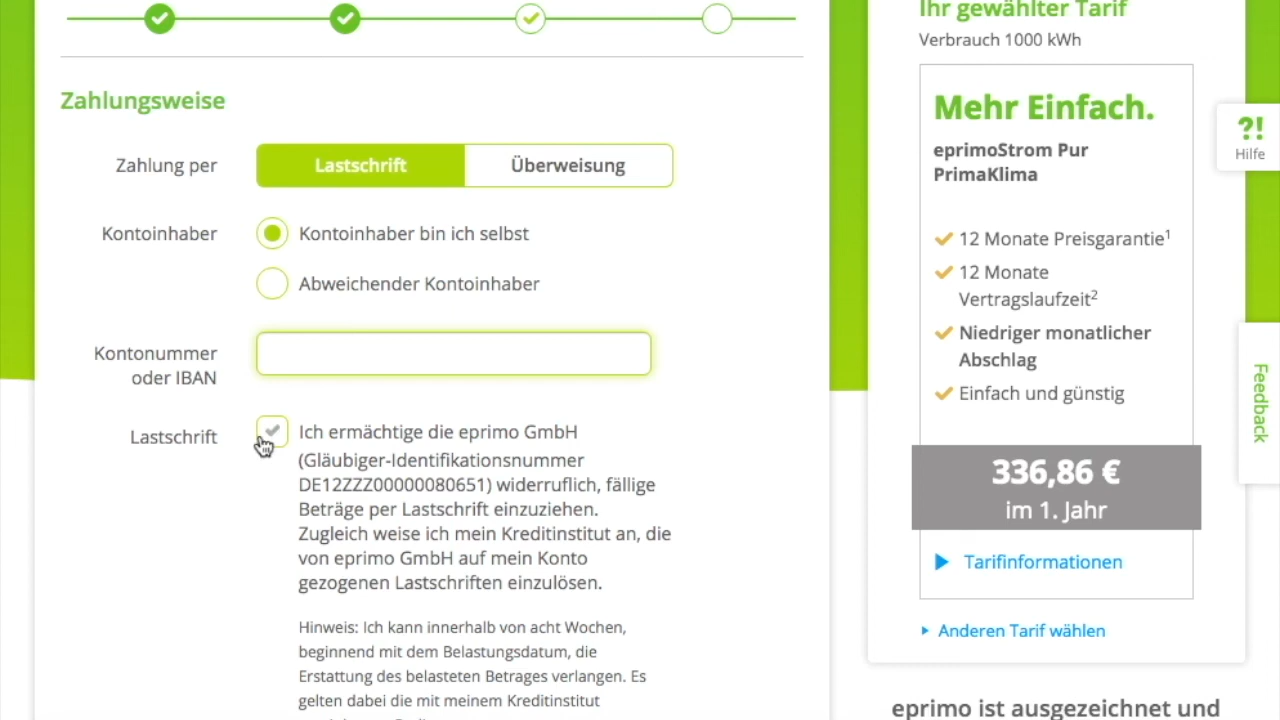 Zahlungsweise
Zahlung per
Lastschrift
Überweisung
Kontoinhaber
Kontoinhaber bin ich selbst
Abweichender Kontoinhaber
Kontonummer
oder IBAN
Lastschrift
Ich ermächtige die eprimo GmbH
(Gläubiger-Identifikationsnummer
DE12ZZZ00000080651) widerruflich, fällige
Beträge per Lastschrift einzuziehen.
Zugleich weise ich mein Kreditinstitut an, die
von eprimo GmbH auf mein Konto
gezogenen Lastschriften einzulösen.
Hinweis: Ich kann innerhalb von acht Wochen,
beginnend mit dem Belastungsdatum, die
Erstattung des belasteten Betrages verlangen. Es
gelten dabei die mit meinem Kreditinstitut
Ihr gewählter Tarif
Verbrauch 1000 kWh
Mehr Einfach.
eprimoStrom Pur
PrimaKlima
12 Monate Preisgarantie¹
12 Monate
Vertragslaufzeit²
Niedriger monatlicher
Abschlag
Einfach und günstig
336,86 €
im 1. Jahr
Tarifinformationen
Anderen Tarif wählen
eprimo ist ausgezeichnet und
?!
Hilfe
Feedback